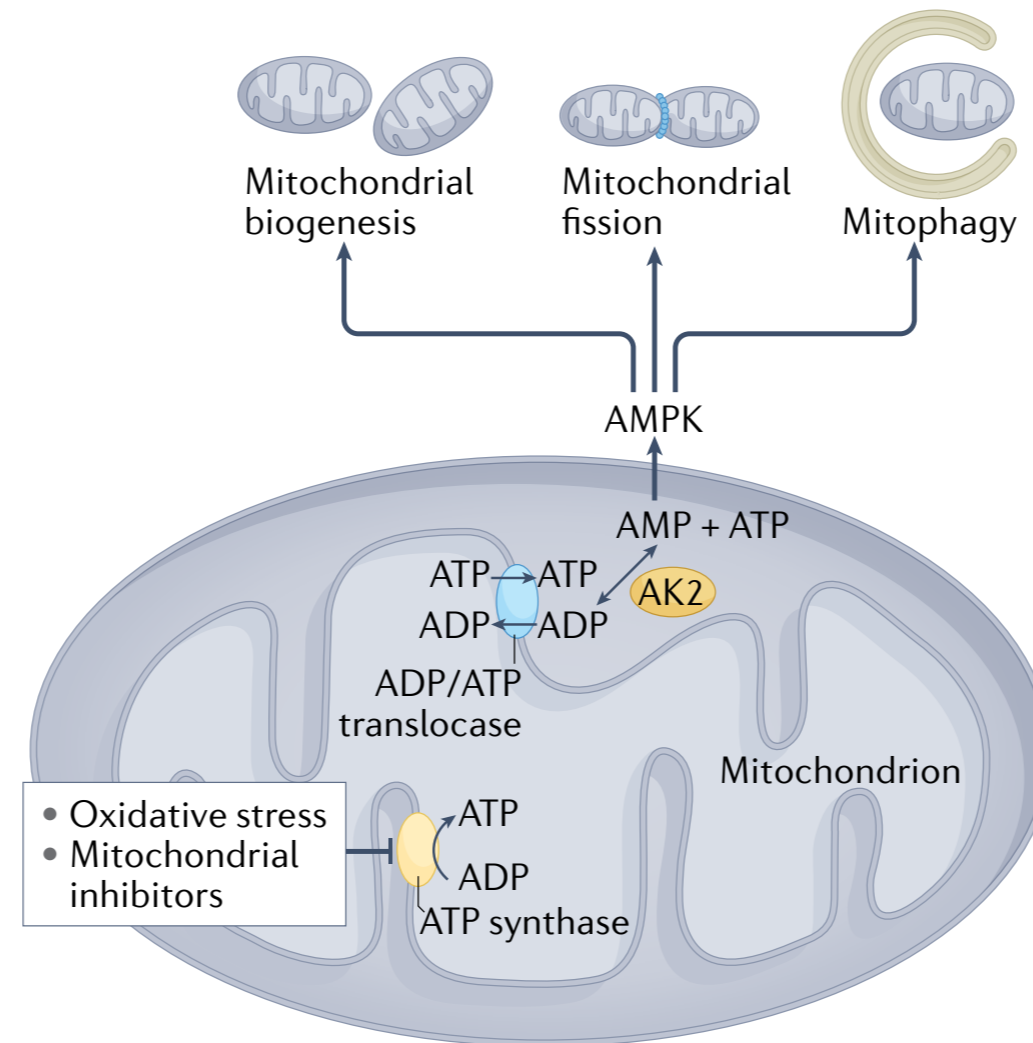 Mitochondrial
biogenesis
Mitochondrial
fission
Mitophagy
AMPK
AMP + ATP
ATP ATP
AK2
ADP ADP
ADP/ATP
translocase
Mitochondrion
• Oxidative stress
• Mitochondrial
inhibitors
ATP
ADP
ATP synthase